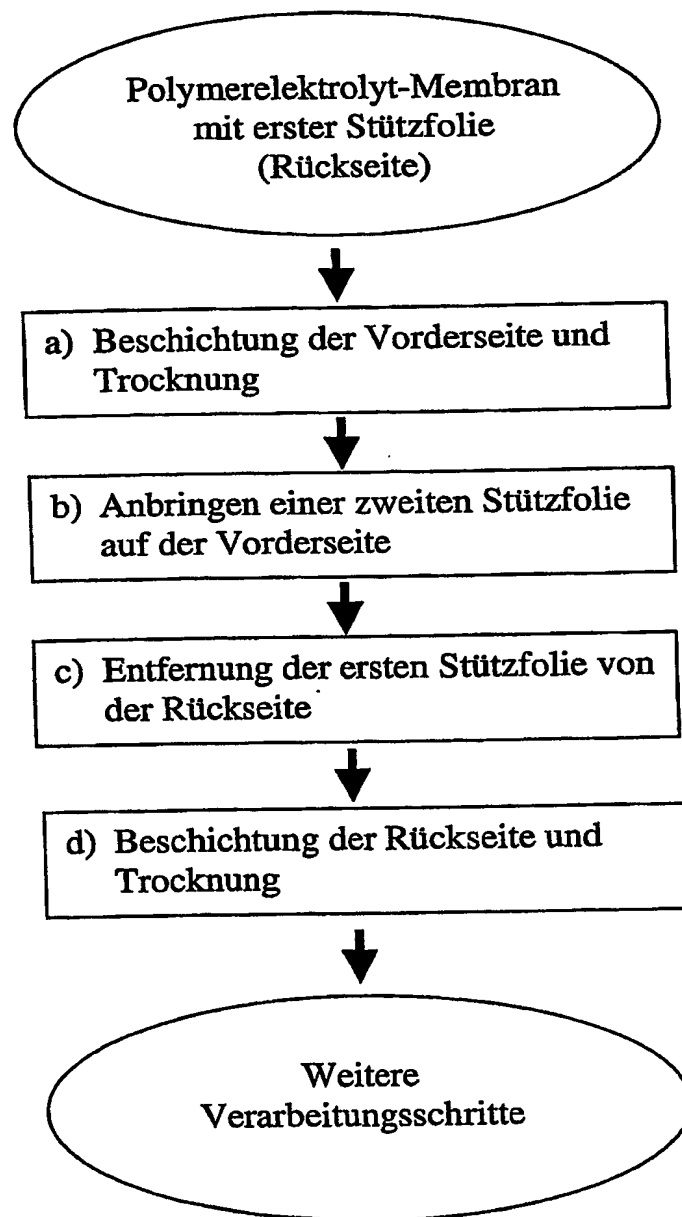 Polymerelektrolyt-Membran
mit erster Stützfolie
(Rückseite)
a) Beschichtung der Vorderseite und
Trocknung
b) Anbringen einer zweiten Stützfolie
auf der Vorderseite
c) Entfernung der ersten Stützfolie von
der Rückseite
d) Beschichtung der Rückseite und
Trocknung
Weitere
Verarbeitungsschritte